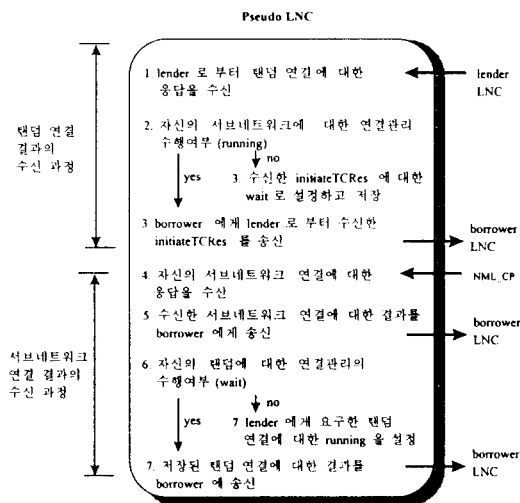 Pseudo LNC
1. lender 로 부터 탠덤 연결에 대한
응답을 수신
lender
LNC
2. 자신의 서브네트워크에 대한 연결관리
수행여부 (running)
no
yes
3. 수신한 initiateTCRes 에 대한
wait 로 설정하고 저장
탠덤 연결
결과의
수신 과정
3 borrower 에게 lender 로 부터 수신한
initiateTCRes 를 송신
borrower
LNC
4. 자신의 서브네트워크 연결에 대한
응답을 수신
NML_CP
5 수신한 서브네트워크 연결에 대한 결과를
borrower 에게 송신
borrower
LNC
6. 자신의 탠덤에 대한 연결관리의
수행여부 (wait)
no
yes
7 lender 에게 요구한 탠덤
연결에 대한 running 을 설정
서브네트워크
연결 결과의
수신 과정
7. 저장된 탠덤 연결에 대한 결과를
borrower 에 송신
borrower
LNC